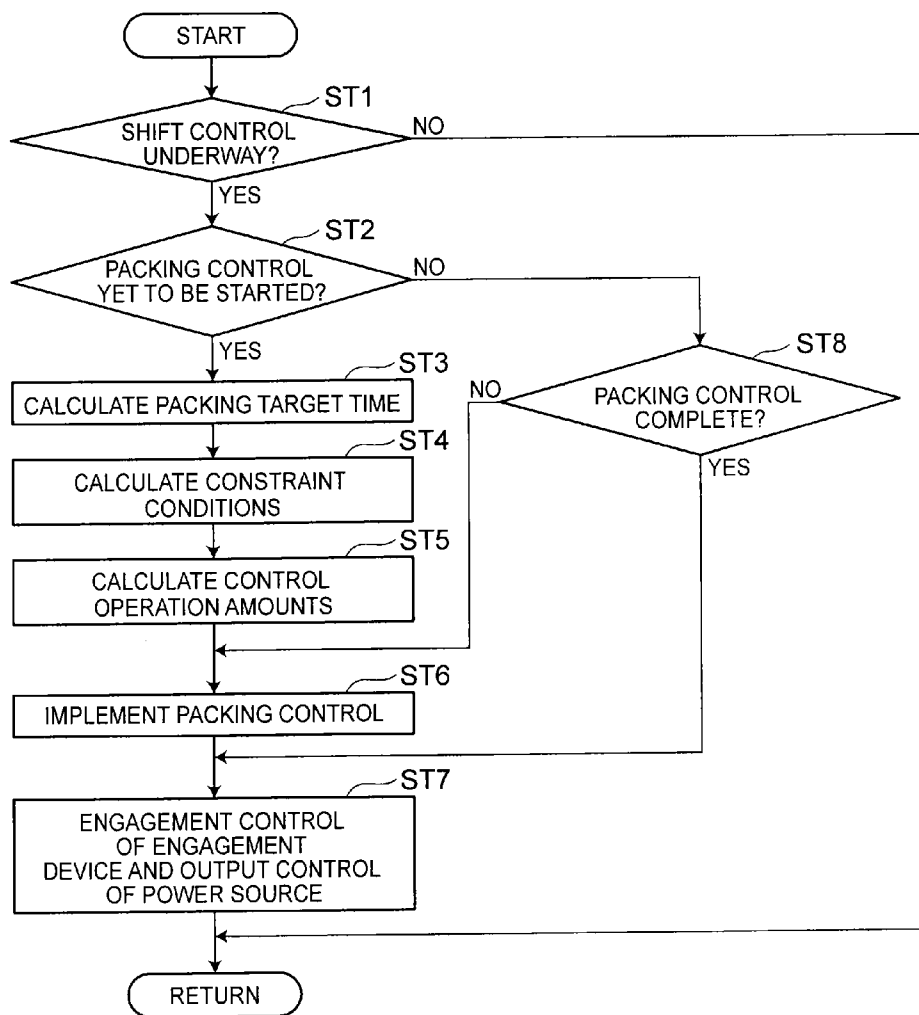 START
ST1
SHIFT CONTROL
UNDERWAY?
NO
YES
ST2
PACKING CONTROL
YET TO BE STARTED?
NO
YES
ST8
PACKING CONTROL
COMPLETE?
NO
YES
ST3
CALCULATE PACKING TARGET TIME
ST4
CALCULATE CONSTRAINT
CONDITIONS
ST5
CALCULATE CONTROL
OPERATION AMOUNTS
ST6
IMPLEMENT PACKING CONTROL
ST7
ENGAGEMENT CONTROL
OF ENGAGEMENT
DEVICE AND OUTPUT CONTROL
OF POWER SOURCE
RETURN